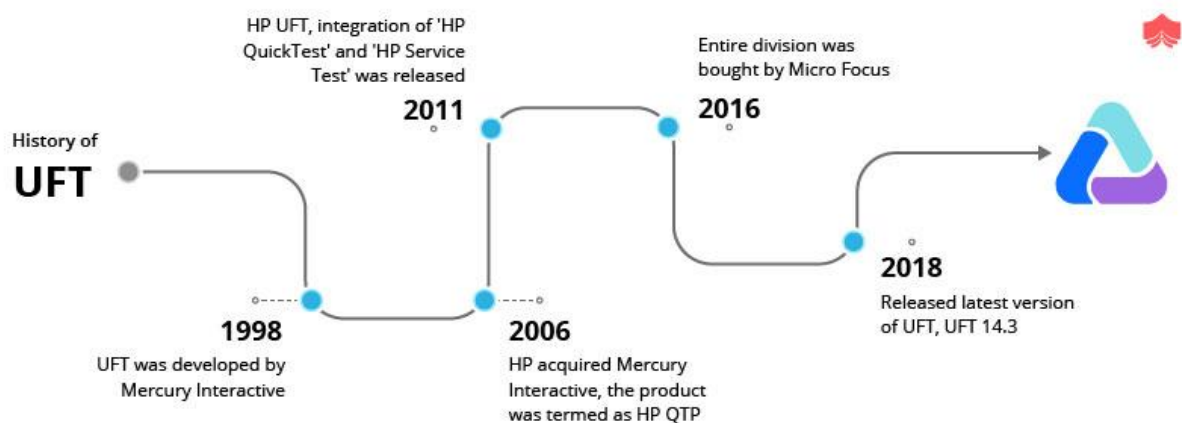 History of
UFT
1998
UFT was developed by
Mercury Interactive
2006
HP acquired Mercury
Interactive, the product
was termed as HP QTP
HP UFT, integration of 'HP
QuickTest' and 'HP Service
Test' was released
2011
Entire division was
bought by Micro Focus
2016
2018
Released latest version
of UFT, UFT 14.3